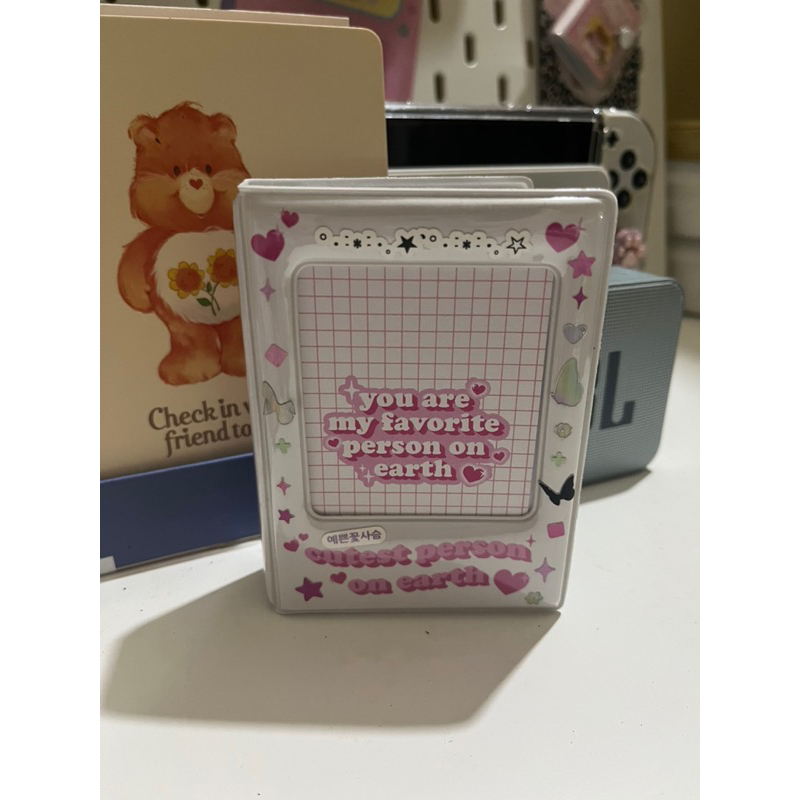 Check in w
friend to
you are
my favorite
person on
earth
예쁜꽃사슴
cutest person
on earth